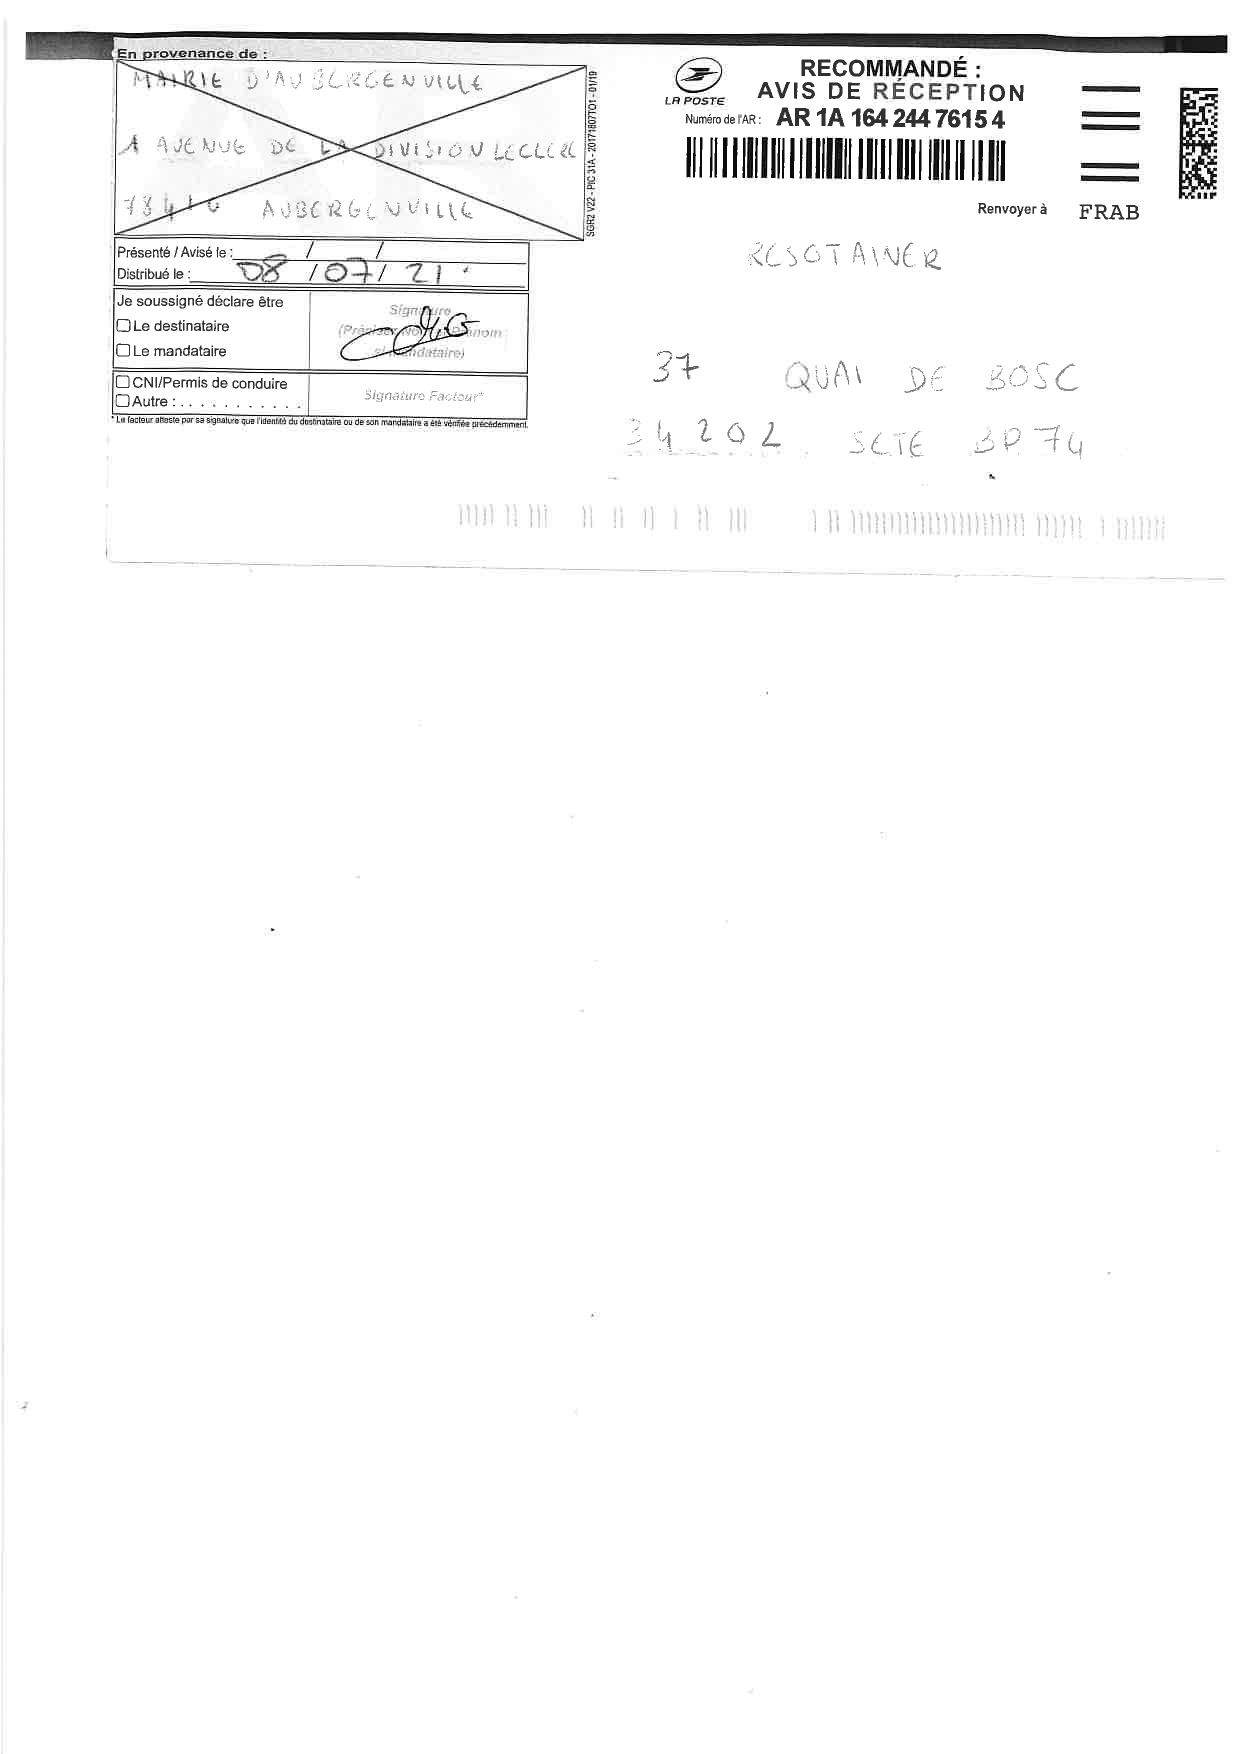 En provenance de :
MAIRIE D'AUBERGENVILLE
1 AVENUE DE LA DIVISION LECLERC
78410 AUBERGENVILLE
SGR2 V22 - PIC 31A - 20171807TO1 - 01/19
Présenté / Avisé le : / /
Distribué le : 08 / 07 / 21
Je soussigné déclare être
Le destinataire
Le mandataire
Signature
(Préciser Nom et Prénom
si mandataire)
CNI/Permis de conduire
Autre : . . . . . . . . . . .
Signature Facteur*
* Le facteur atteste par sa signature que l'identité du destinataire ou de son mandataire a été vérifiée précédemment.
LA POSTE
RECOMMANDÉ :
AVIS DE RÉCEPTION
Numéro de l'AR : AR 1A 164 244 7615 4
Renvoyer à FRAB
RESOTAINER
37 QUAI DE BOSC
34202 SETE BP 74